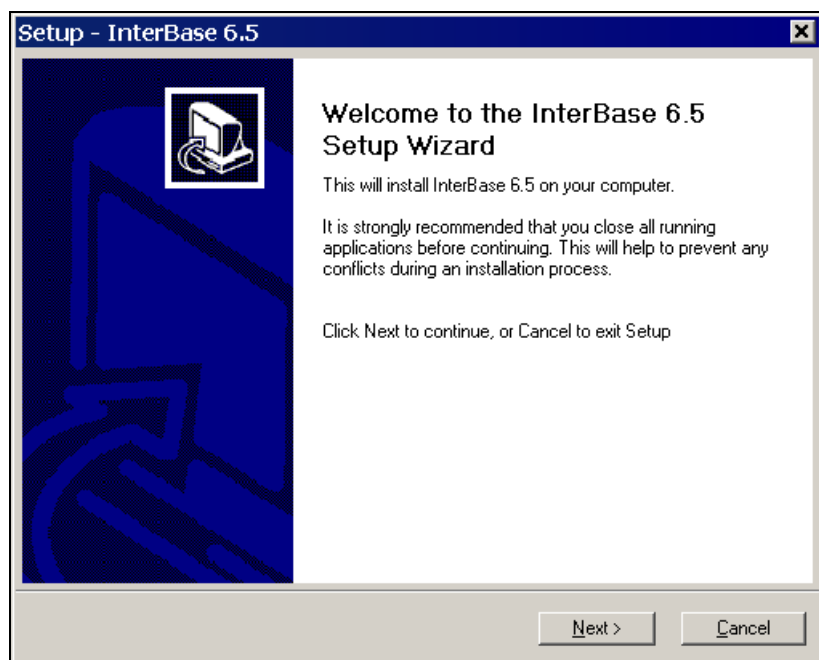 Setup - InterBase 6.5
Welcome to the InterBase 6.5
Setup Wizard
This will install InterBase 6.5 on your computer.
It is strongly recommended that you close all running
applications before continuing. This will help to prevent any
conflicts during an installation process.
Click Next to continue, or Cancel to exit Setup
Next >
Cancel